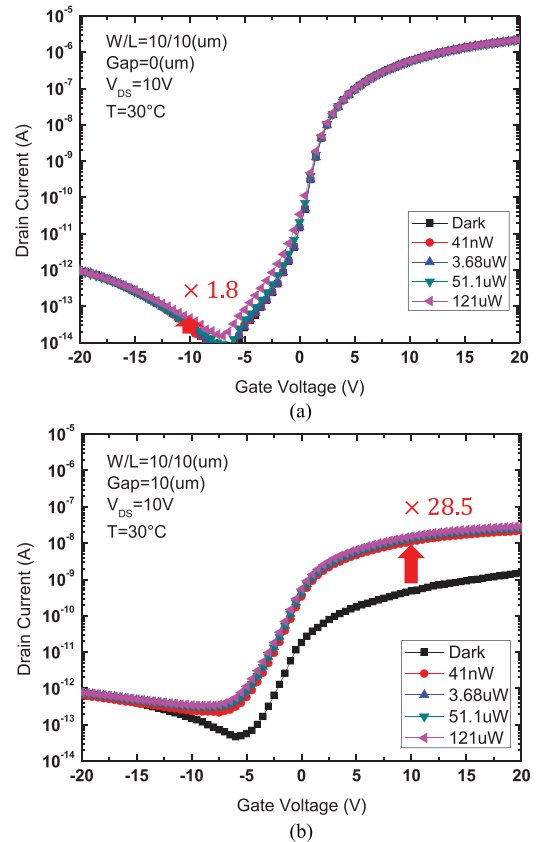 W/L=10/10(um)
Gap=0(um)
V_DS=10V
T=30°C
10^-5
10^-6
10^-7
10^-8
10^-9
10^-10
10^-11
10^-12
10^-13
10^-14
Drain Current (A)
× 1.8
Dark
41nW
3.68uW
51.1uW
121uW
-20 -15 -10 -5 0 5 10 15 20
Gate Voltage (V)
(a)
W/L=10/10(um)
Gap=10(um)
V_DS=10V
T=30°C
10^-5
10^-6
10^-7
10^-8
10^-9
10^-10
10^-11
10^-12
10^-13
10^-14
Drain Current (A)
× 28.5
Dark
41nW
3.68uW
51.1uW
121uW
-20 -15 -10 -5 0 5 10 15 20
Gate Voltage (V)
(b)